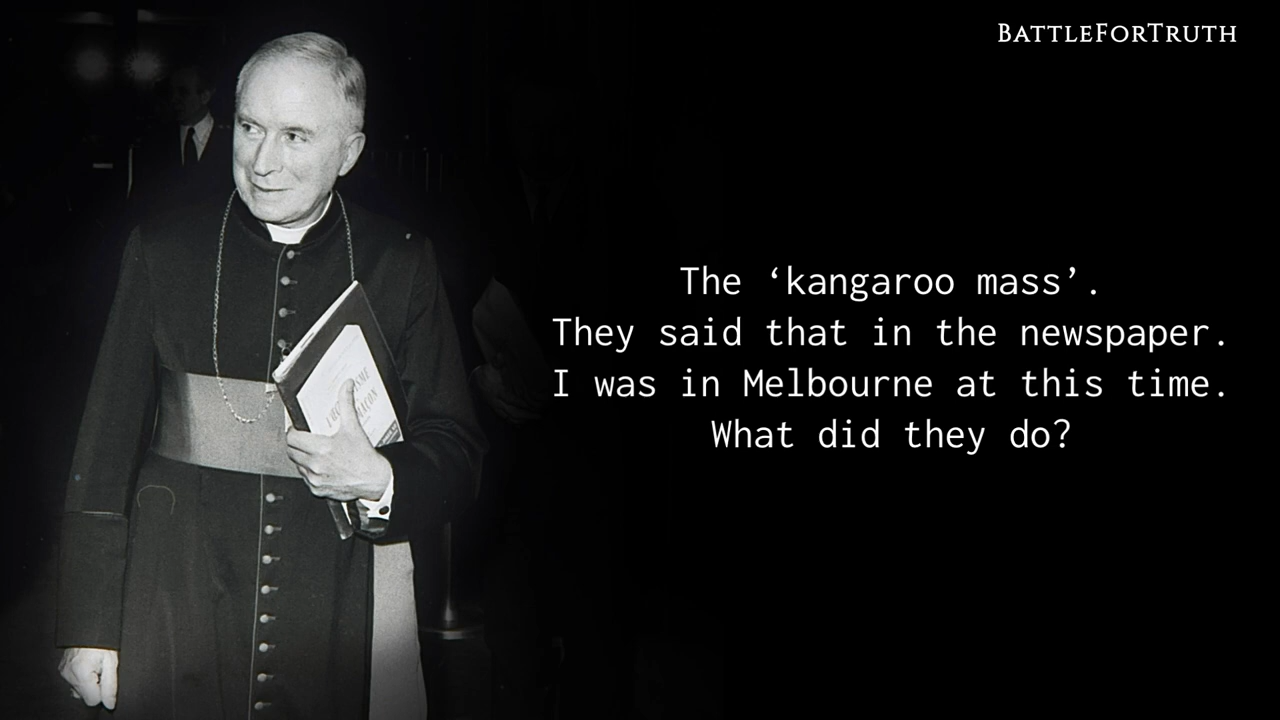 BATTLEFORTRUTH
The ‘kangaroo mass’.
They said that in the newspaper.
I was in Melbourne at this time.
What did they do?